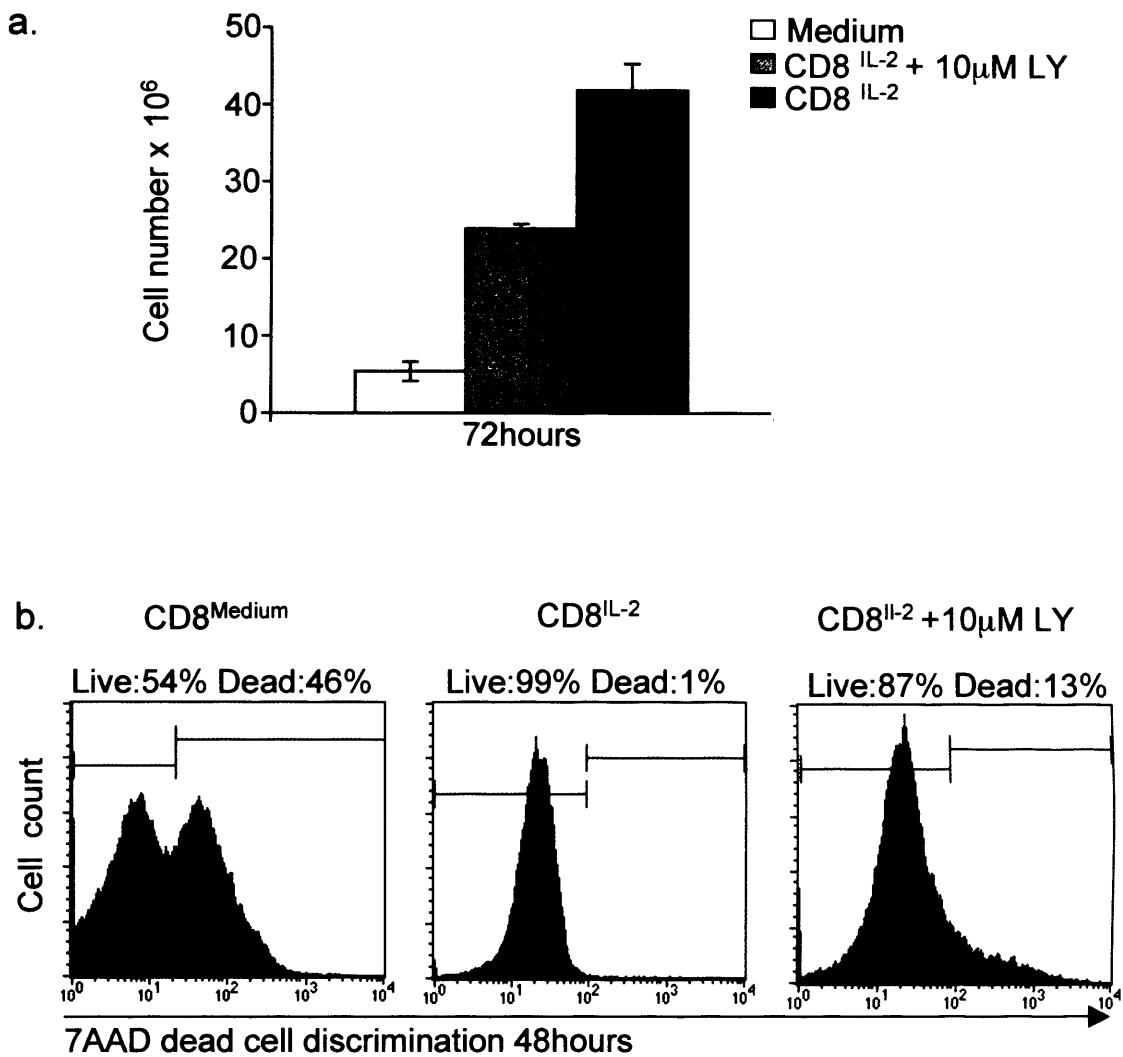 a.
50
40
30
20
10
0
Cell number x 10⁶
72hours
Medium
CD8 ᴵᴸ⁻² + 10µM LY
CD8 ᴵᴸ⁻²
b.
CD8ᴹᵉᵈⁱᵘᵐ
CD8ᴵᴸ⁻²
CD8ᴵˡ⁻² +10µM LY
Live:54% Dead:46%
Live:99% Dead:1%
Live:87% Dead:13%
Cell count
10⁰ 10¹ 10² 10³ 10⁴
10⁰ 10¹ 10² 10³ 10⁴
10⁰ 10¹ 10² 10³ 10⁴
7AAD dead cell discrimination 48hours